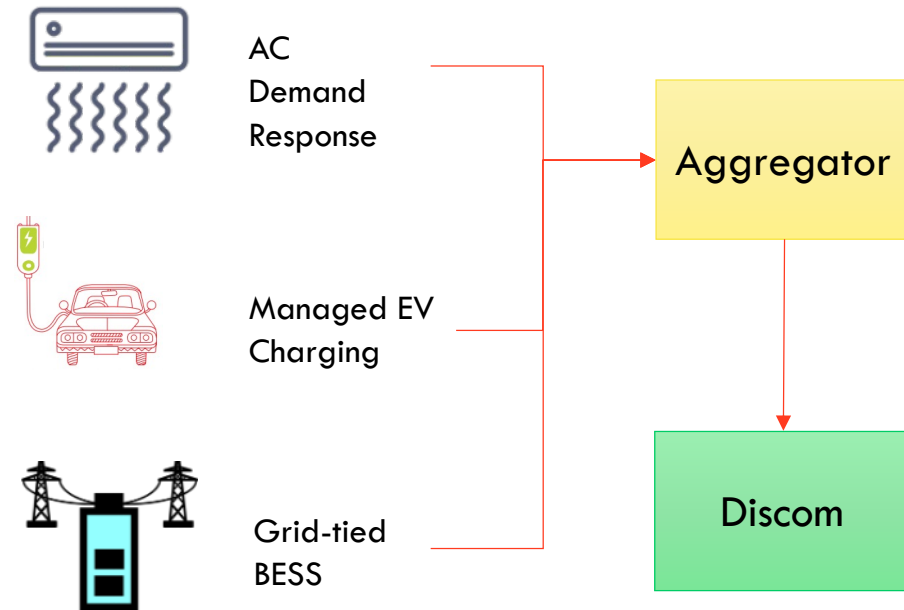 AC
Demand
Response
Aggregator
Managed EV
Charging
Grid-tied
BESS
Discom